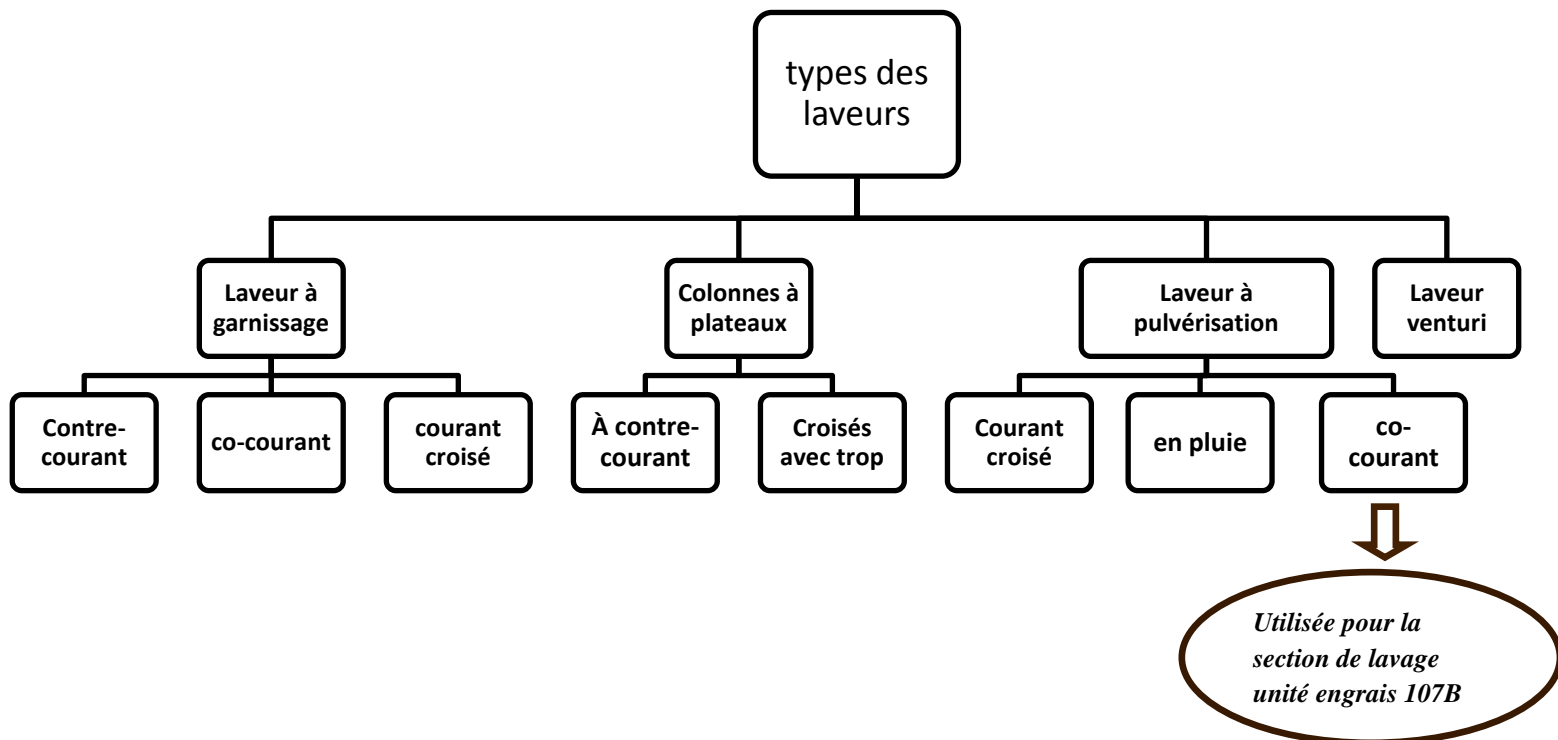 types des
laveurs
Laveur à
garnissage
Colonnes à
plateaux
Laveur à
pulvérisation
Laveur
venturi
Contre-
courant
co-courant
courant
croisé
À contre-
courant
Croisés
avec trop
Courant
croisé
en pluie
co-
courant
Utilisée pour la
section de lavage
unité engrais 107B